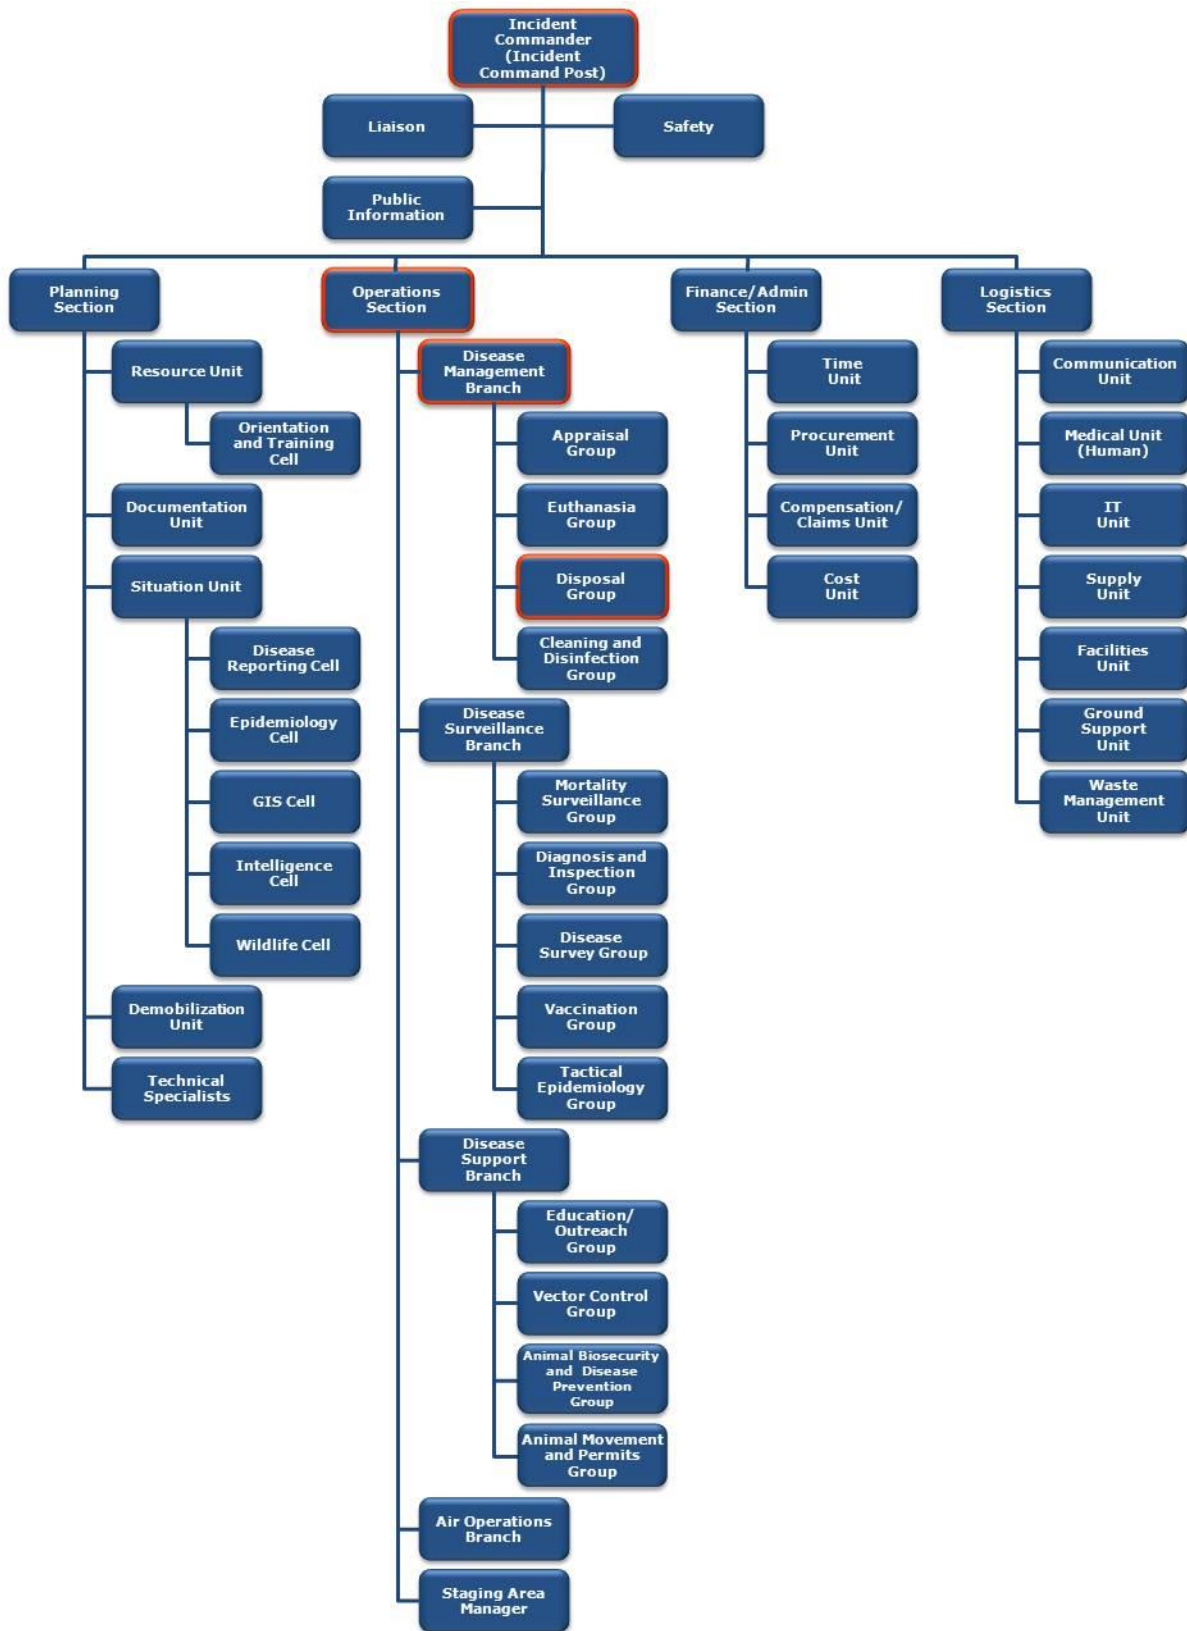 Incident
Commander
(Incident
Command Post)
Liaison
Safety
Public
Information
Planning
Section
Operations
Section
Finance/Admin
Section
Logistics
Section
Resource Unit
Orientation
and Training
Cell
Documentation
Unit
Situation Unit
Disease
Reporting Cell
Epidemiology
Cell
GIS Cell
Intelligence
Cell
Wildlife Cell
Demobilization
Unit
Technical
Specialists
Disease
Management
Branch
Appraisal
Group
Euthanasia
Group
Disposal
Group
Cleaning and
Disinfection
Group
Disease
Surveillance
Branch
Mortality
Surveillance
Group
Diagnosis and
Inspection
Group
Disease
Survey Group
Vaccination
Group
Tactical
Epidemiology
Group
Disease
Support
Branch
Education/
Outreach
Group
Vector Control
Group
Animal Biosecurity
and Disease
Prevention
Group
Animal Movement
and Permits
Group
Air Operations
Branch
Staging Area
Manager
Time
Unit
Procurement
Unit
Compensation/
Claims Unit
Cost
Unit
Communication
Unit
Medical Unit
(Human)
IT
Unit
Supply
Unit
Facilities
Unit
Ground
Support
Unit
Waste
Management
Unit